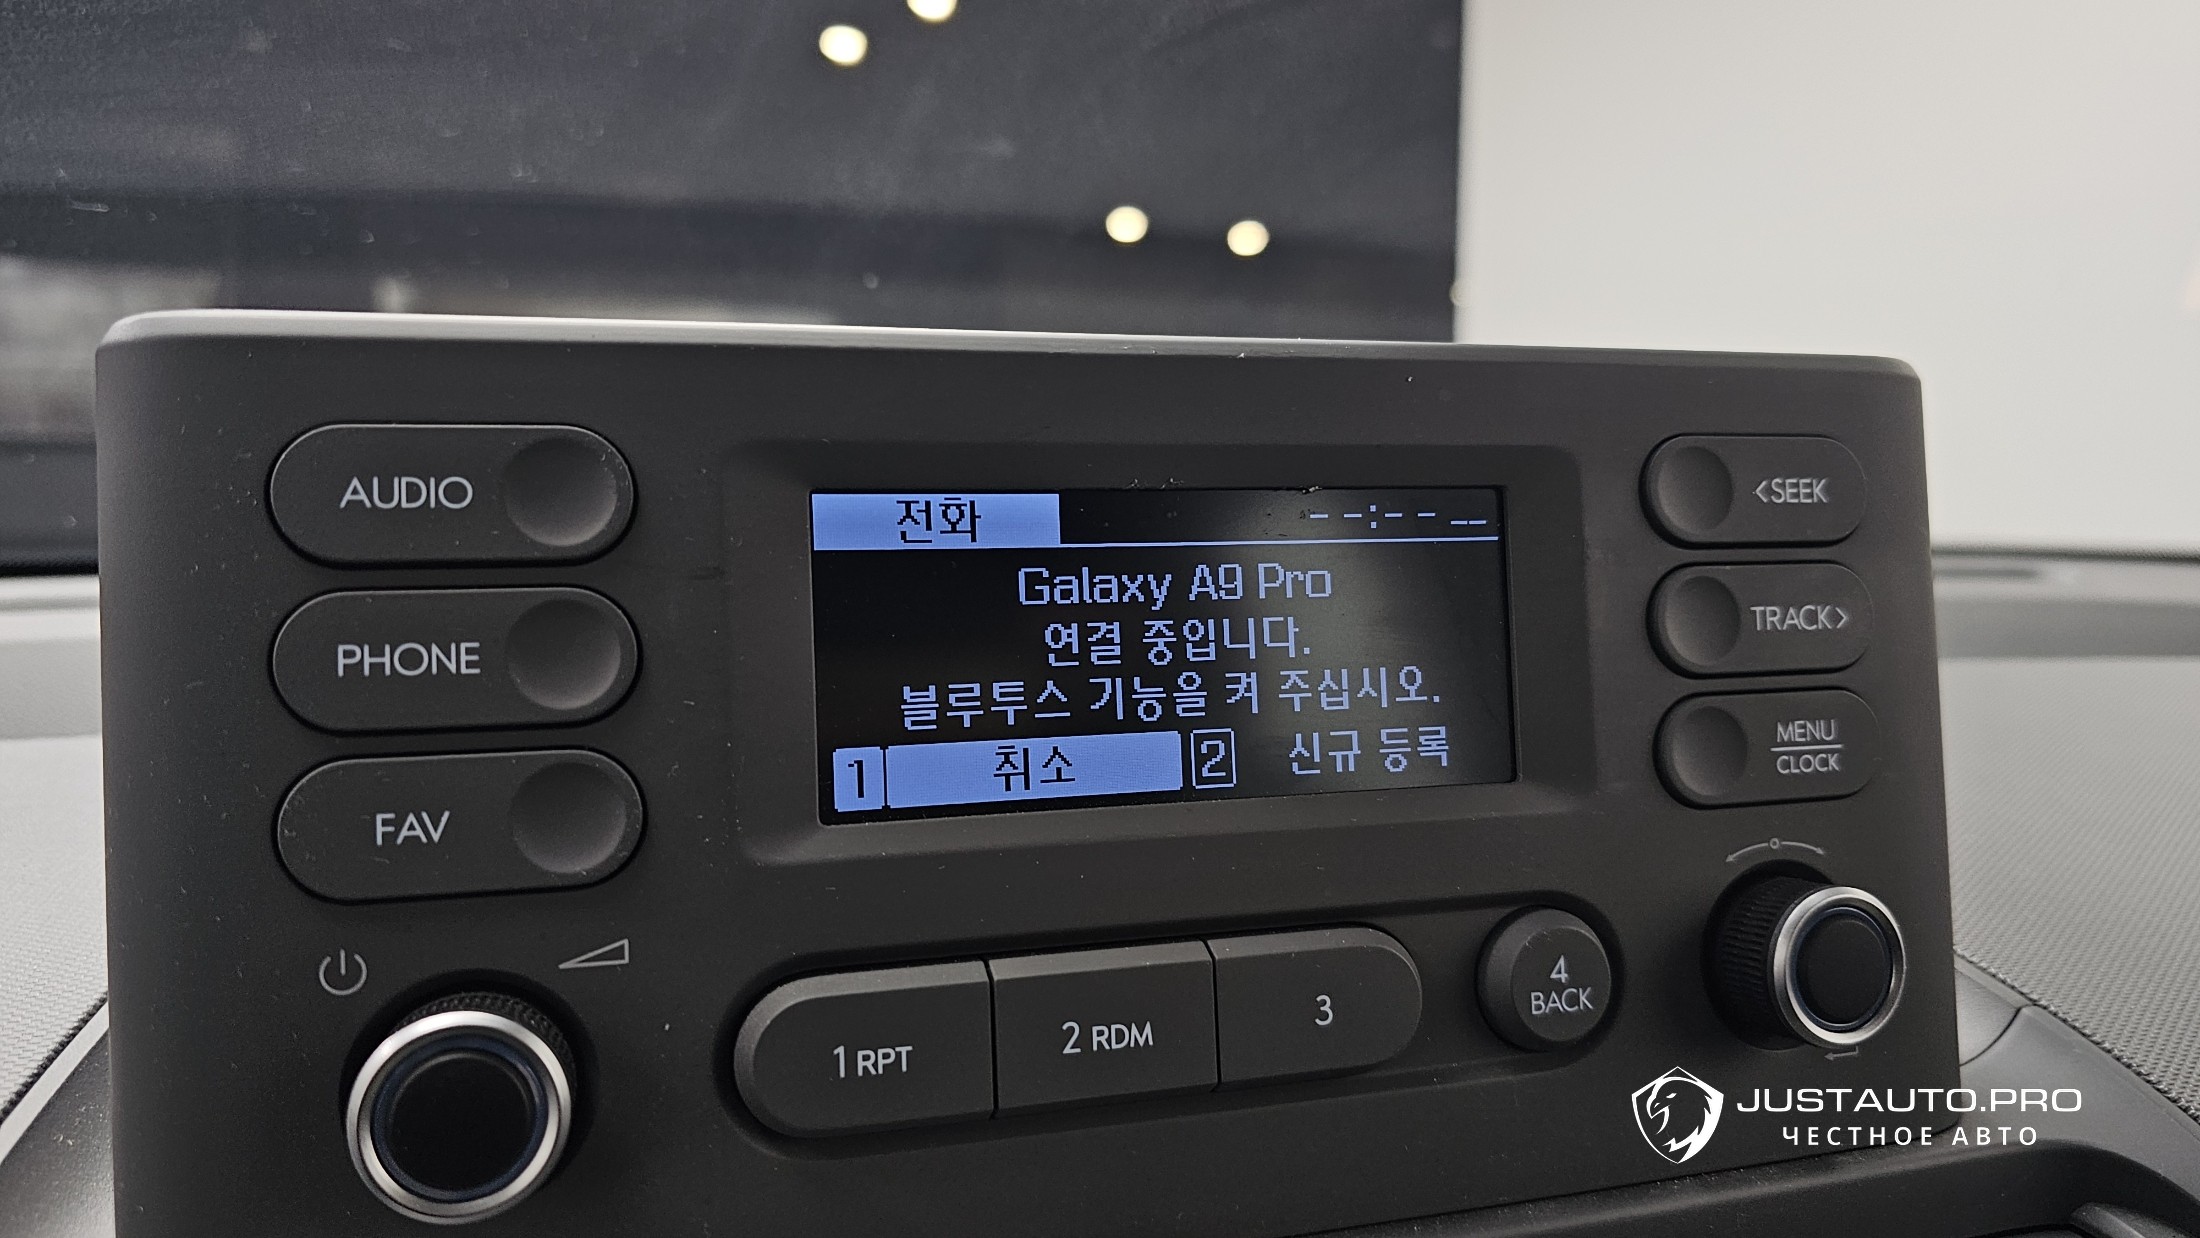 AUDIO
PHONE
FAV
전화 --:-- --
Galaxy A9 Pro
연결 중입니다.
블루투스 기능을 켜 주십시오.
1 취소 2 신규 등록
<SEEK
TRACK>
MENU
CLOCK
1 RPT
2 RDM
3
4
BACK
JUSTAUTO.PRO
ЧЕСТНОЕ АВТО